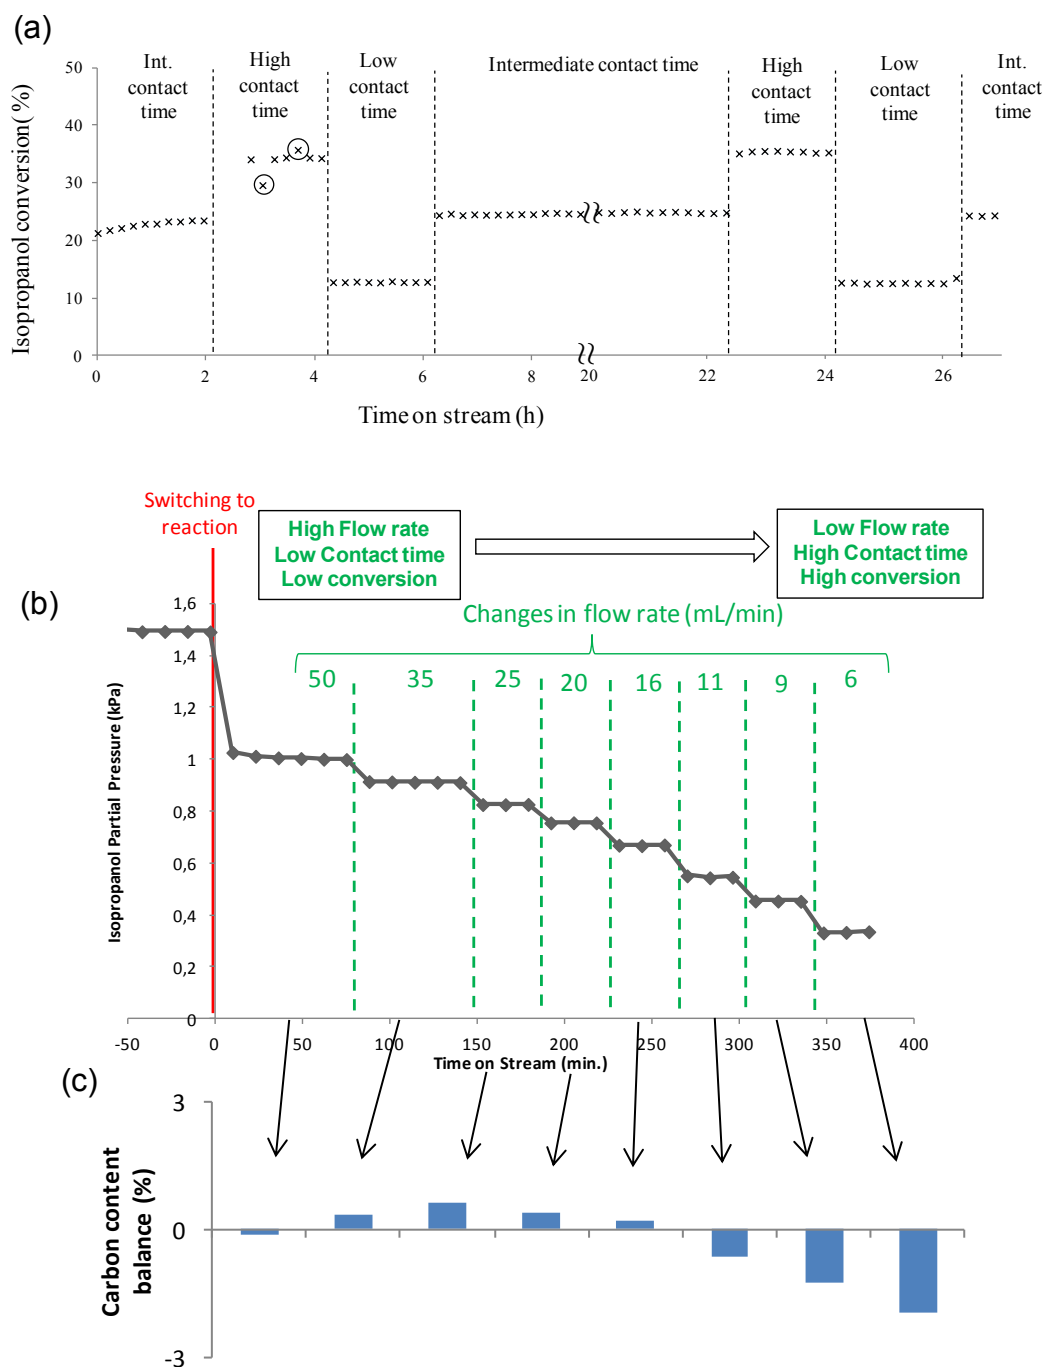 (a)
Int.
contact
time
High
contact
time
Low
contact
time
Intermediate contact time
High
contact
time
Low
contact
time
Int.
contact
time
Isopropanol conversion( %)
50
40
30
20
10
0
0 2 4 6 8 20 22 24 26
Time on stream (h)
Switching to
reaction
High Flow rate
Low Contact time
Low conversion
Low Flow rate
High Contact time
High conversion
(b)
Changes in flow rate (mL/min)
50 35 25 20 16 11 9 6
Isopropanol Partial Pressure (kPa)
1,6
1,4
1,2
1
0,8
0,6
0,4
0,2
0
-50 0 50 100 150 200 250 300 350 400
Time on Stream (min.)
(c)
Carbon content
balance (%)
3
0
-3